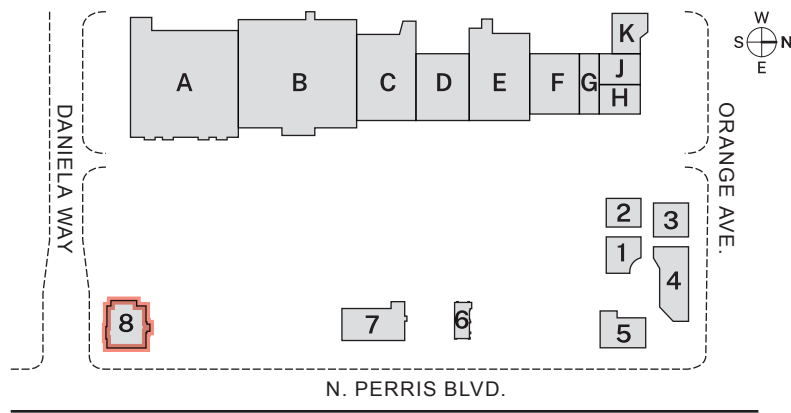 W
S N
E
K
A B C D E F G J
H
DANIELA WAY
ORANGE AVE.
2 3
1
4
8 7 6 5
N. PERRIS BLVD.